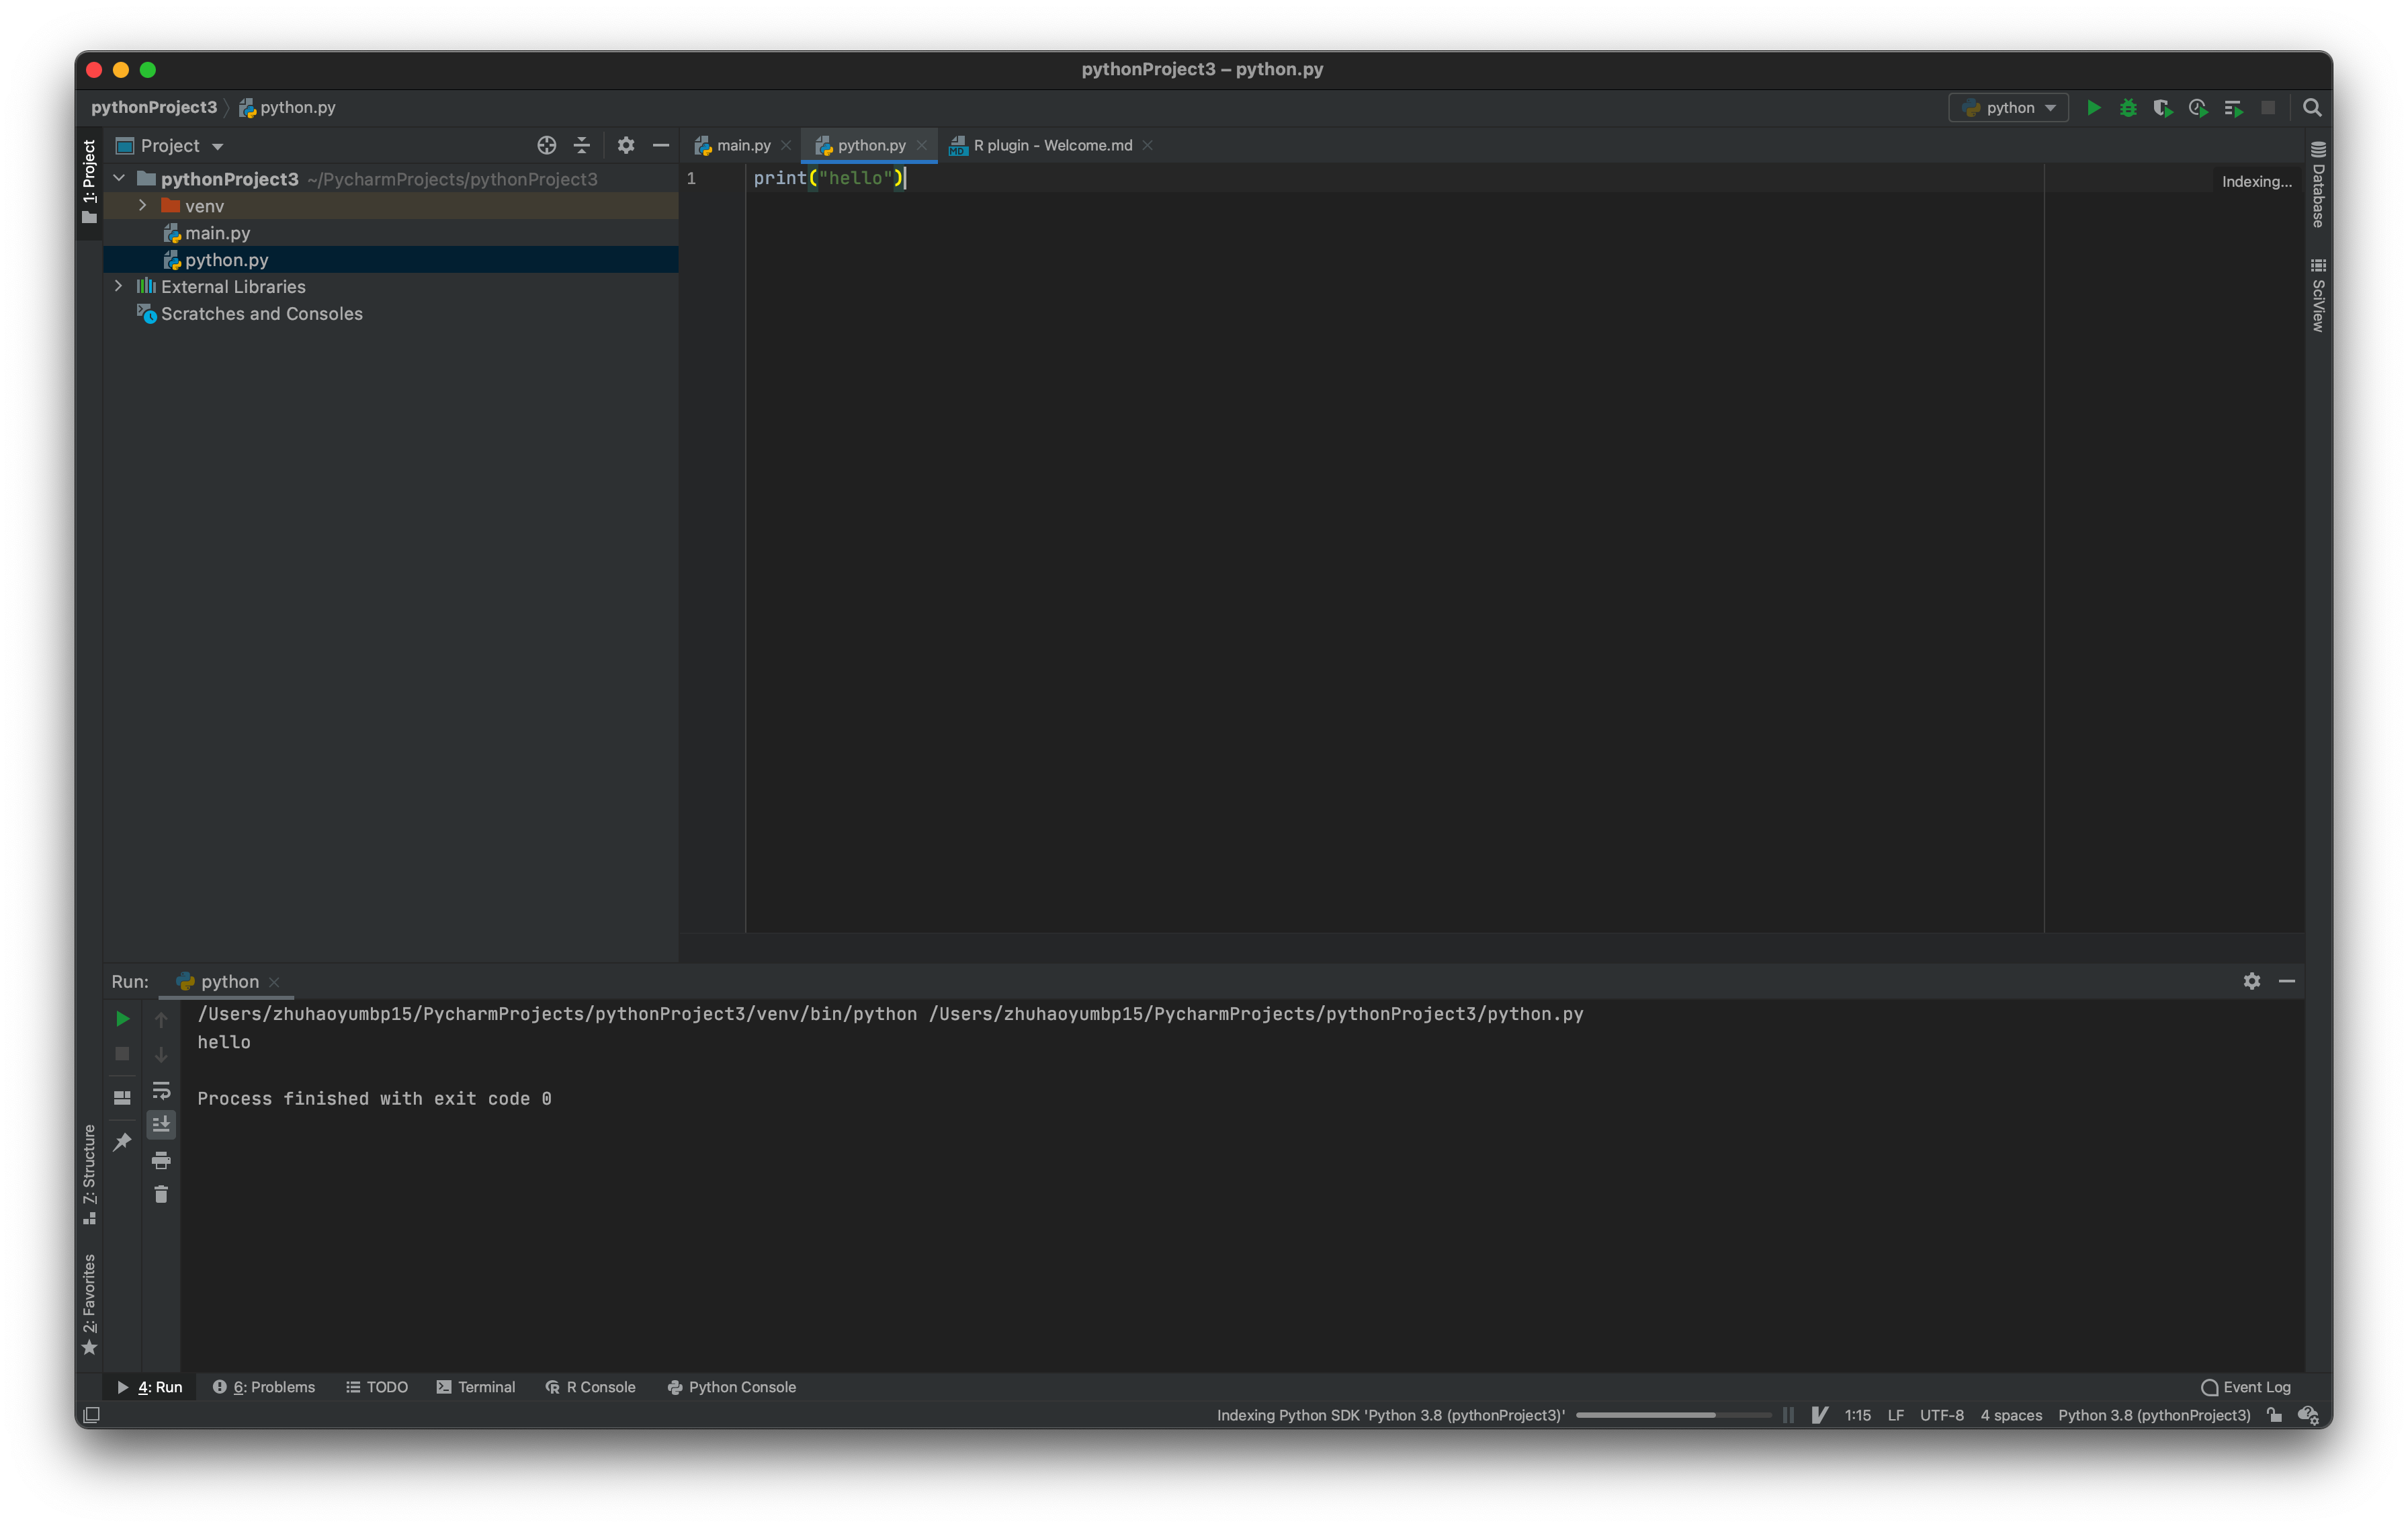 pythonProject3 – python.py
pythonProject3 python.py
python
1: Project
Project
main.py
python.py
R plugin - Welcome.md
pythonProject3 ~/PycharmProjects/pythonProject3
venv
main.py
python.py
External Libraries
Scratches and Consoles
1 print("hello")
Indexing...
Database
SciView
Run: python
/Users/zhuhaoyumbp15/PycharmProjects/pythonProject3/venv/bin/python /Users/zhuhaoyumbp15/PycharmProjects/pythonProject3/python.py
hello
Process finished with exit code 0
7: Structure
2: Favorites
4: Run 6: Problems TODO Terminal R Console Python Console Event Log
Indexing Python SDK 'Python 3.8 (pythonProject3)' 1:15 LF UTF-8 4 spaces Python 3.8 (pythonProject3)